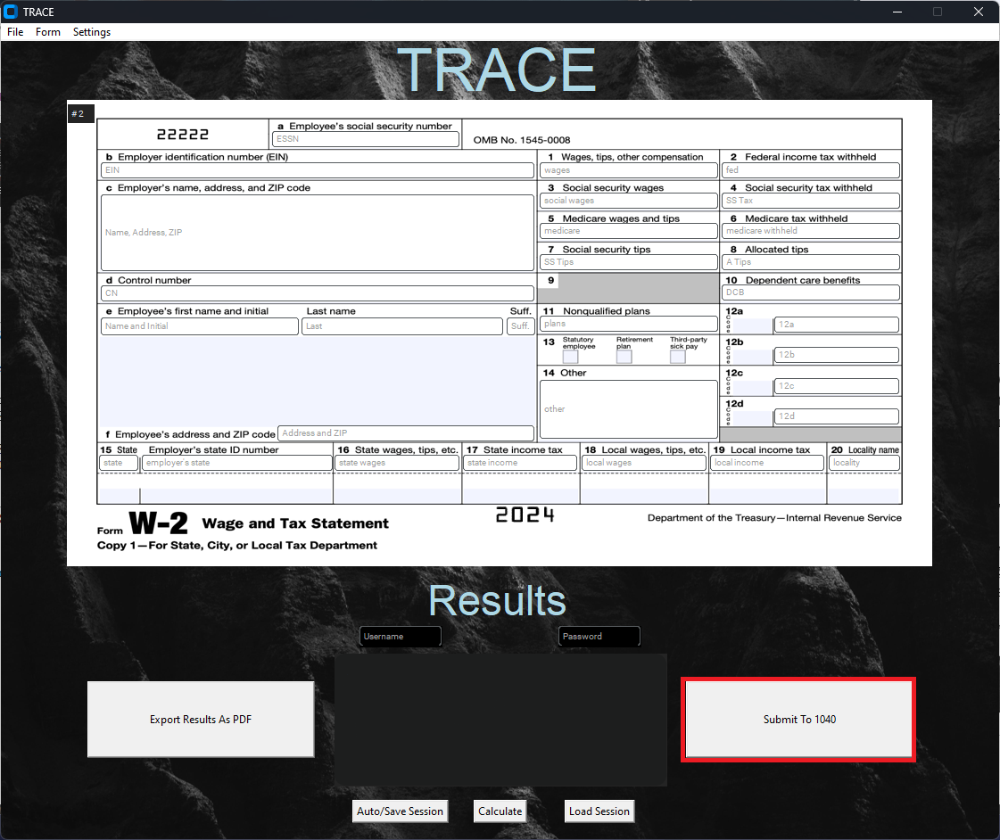 TRACE
File Form Settings
TRACE
#2
22222
a Employee's social security number
ESSN
OMB No. 1545-0008
b Employer identification number (EIN)
EIN
1 Wages, tips, other compensation
wages
2 Federal income tax withheld
fed
c Employer's name, address, and ZIP code
Name, Address, ZIP
3 Social security wages
social wages
4 Social security tax withheld
SS Tax
5 Medicare wages and tips
medicare
6 Medicare tax withheld
medicare withheld
7 Social security tips
SS Tips
8 Allocated tips
A Tips
d Control number
CN
9
10 Dependent care benefits
DCB
e Employee's first name and initial
Name and Initial
Last name
Last
Suff.
Suff.
11 Nonqualified plans
plans
12a
Code
12a
13
Statutory employee
Retirement plan
Third-party sick pay
12b
Code
12b
14 Other
other
12c
Code
12c
12d
Code
12d
f Employee's address and ZIP code
Address and ZIP
15 State
state
Employer's state ID number
employer's state
16 State wages, tips, etc.
state wages
17 State income tax
state income
18 Local wages, tips, etc.
local wages
19 Local income tax
local income
20 Locality name
locality
Form W-2 Wage and Tax Statement
2024
Department of the Treasury—Internal Revenue Service
Copy 1—For State, City, or Local Tax Department
Results
Username
Password
Export Results As PDF
Submit To 1040
Auto/Save Session
Calculate
Load Session